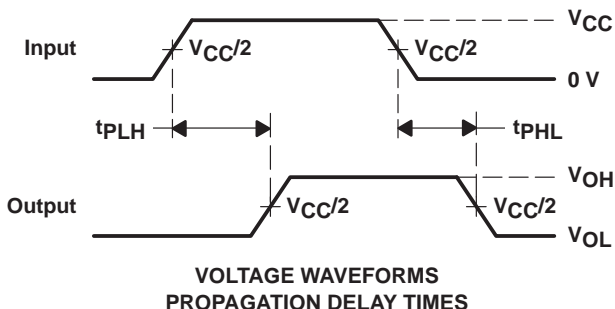 VCC
Input
VCC/2
VCC/2
0 V
tPLH
tPHL
VOH
Output
VCC/2
VCC/2
VOL
VOLTAGE WAVEFORMS
PROPAGATION DELAY TIMES